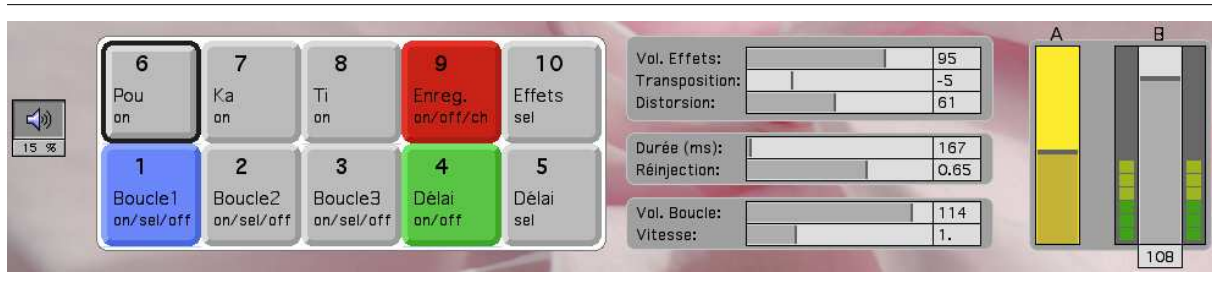 15 %
6
Pou
on
7
Ka
on
8
Ti
on
9
Enreg.
on/off/ch
10
Effets
sel
1
Boucle1
on/sel/off
2
Boucle2
on/sel/off
3
Boucle3
on/sel/off
4
Délai
on/off
5
Délai
sel
Vol. Effets: 95
Transposition: -5
Distorsion: 61
Durée (ms): 167
Réinjection: 0.65
Vol. Boucle: 114
Vitesse: 1.
A
B
108